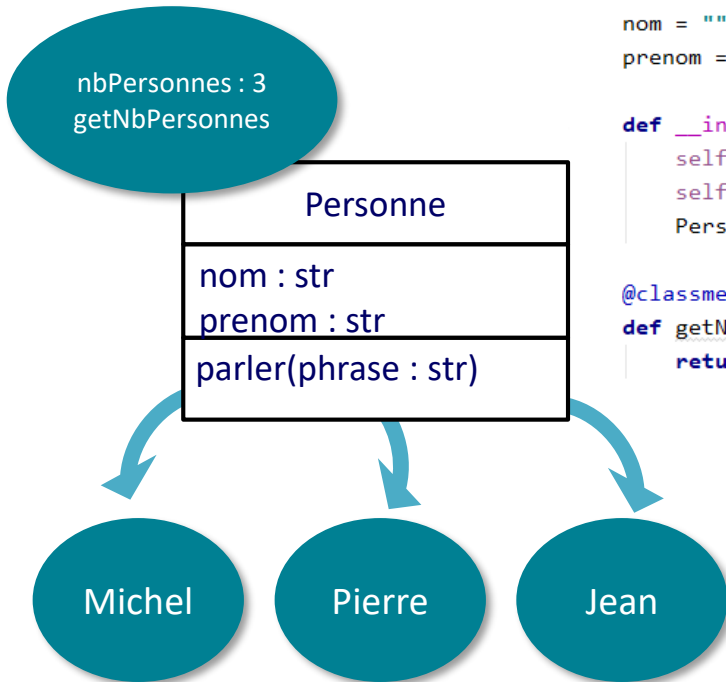 nbPersonnes : 3
getNbPersonnes
Personne
nom : str
prenom : str
parler(phrase : str)
Michel
Pierre
Jean
nom = ""
prenom =
def __in
self
self
Pers
@classme
def getN
retu